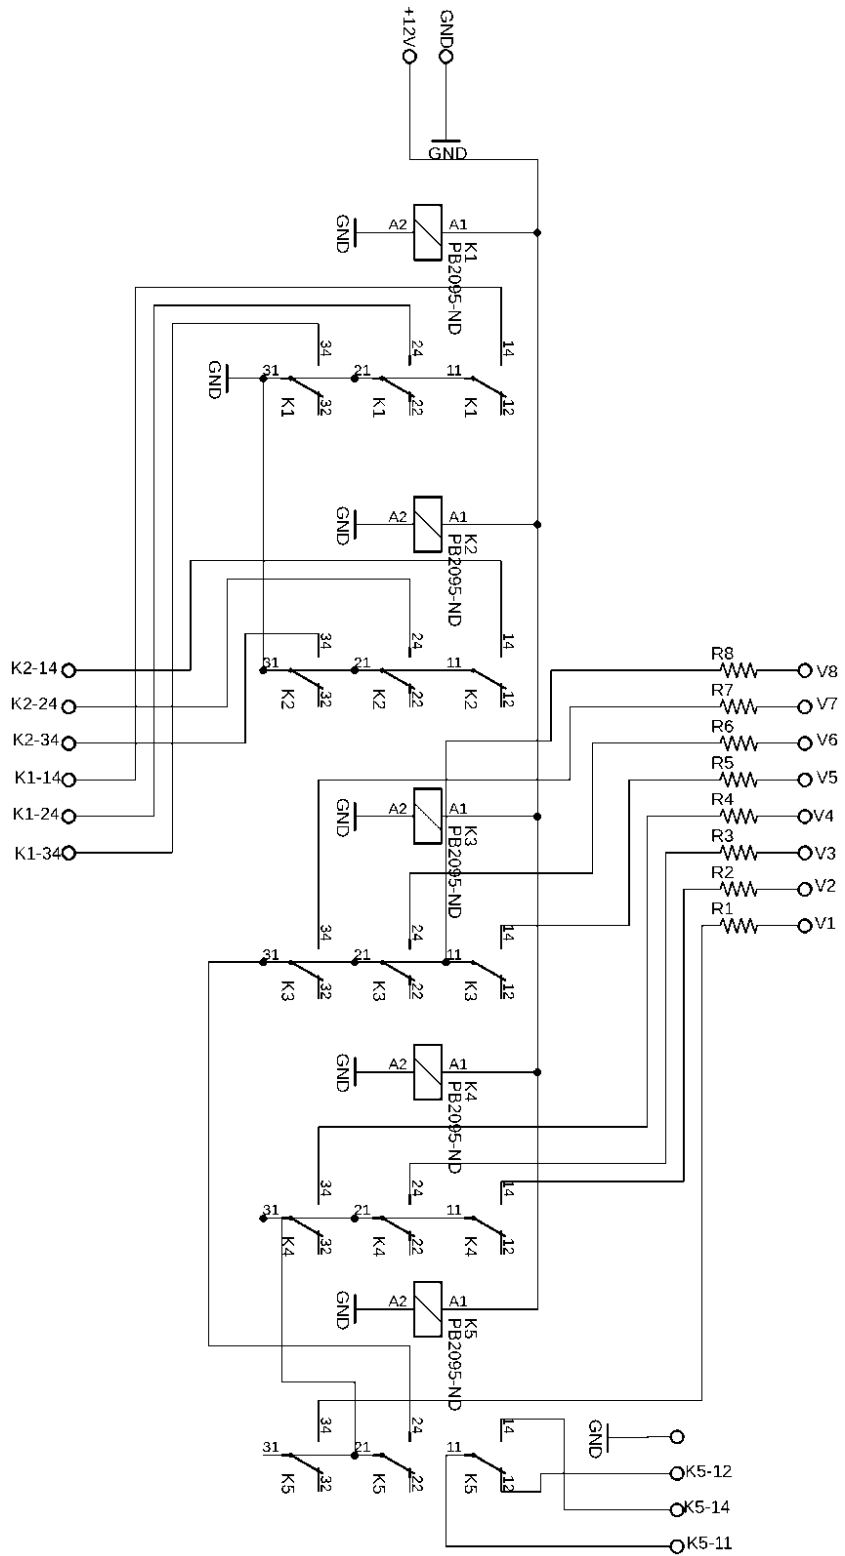 +12V
GND
GND
GND
A2
A1
K1
PB2095-ND
34
24
14
GND
31
21
11
32
22
12
K1
K1
K1
GND
A2
A1
K2
PB2095-ND
34
24
14
31
21
11
32
22
12
K2
K2
K2
K2-14
K2-24
K2-34
K1-14
K1-24
K1-34
R8
V8
R7
V7
R6
V6
R5
V5
R4
V4
R3
V3
R2
V2
R1
V1
GND
A2
A1
K3
PB2095-ND
34
24
14
31
21
11
32
22
12
K3
K3
K3
GND
A2
A1
K4
PB2095-ND
34
24
14
31
21
11
32
22
12
K4
K4
K4
GND
A2
A1
K5
PB2095-ND
34
24
14
31
21
11
32
22
12
K5
K5
K5
GND
K5-12
K5-14
K5-11